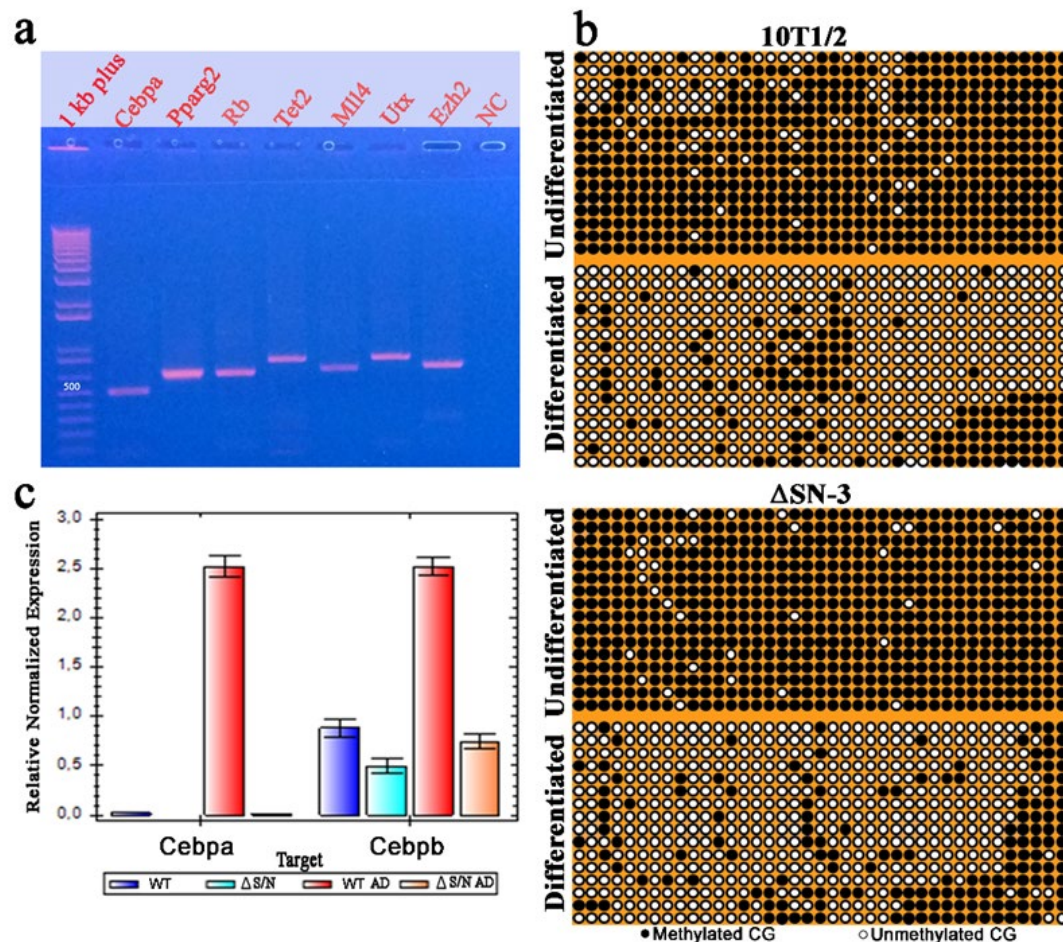 a
1 kb plus
Cebpa
Pparg2
Rb
Tet2
Mll4
Utx
Ezh2
NC
500
b
10T1/2
Undifferentiated
Differentiated
ΔSN-3
Undifferentiated
Differentiated
●Methylated CG ○Unmethylated CG
c
Relative Normalized Expression
3.0
2.5
2.0
1.5
1.0
0.5
0.0
Cebpa Cebpb
Target
WT Δ S/N WT AD Δ S/N AD